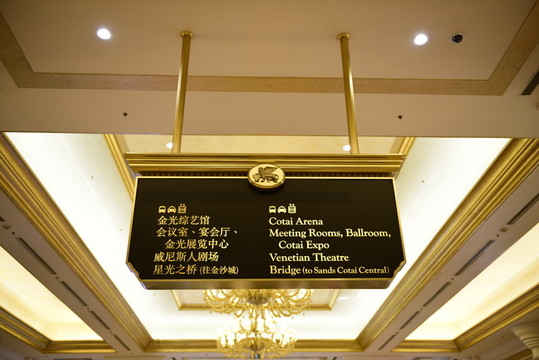 金光综艺馆
会议室、宴会厅、
金光展览中心
威尼斯人剧场
星光之桥 (往金沙城)
Cotai Arena
Meeting Rooms, Ballroom,
Cotai Expo
Venetian Theatre
Bridge (to Sands Cotai Central)